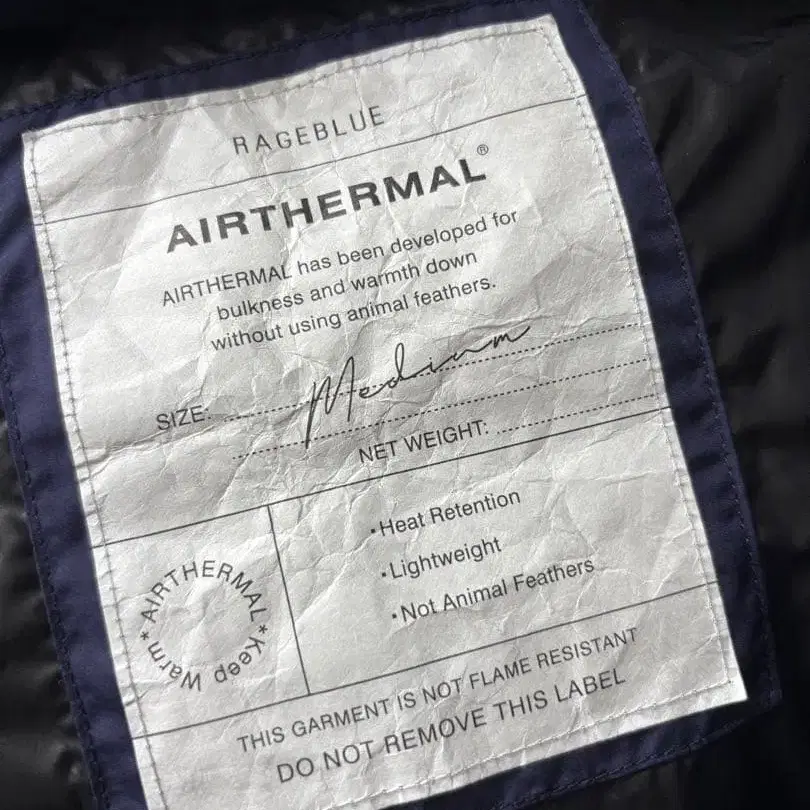 RAGEBLUE
AIRTHERMAL®
AIRTHERMAL has been developed for
bulkness and warmth down
without using animal feathers.
SIZE: Medium
NET WEIGHT:
•Heat Retention
•Lightweight
•Not Animal Feathers
AIRTHERMAL * Keep Warm *
THIS GARMENT IS NOT FLAME RESISTANT
DO NOT REMOVE THIS LABEL